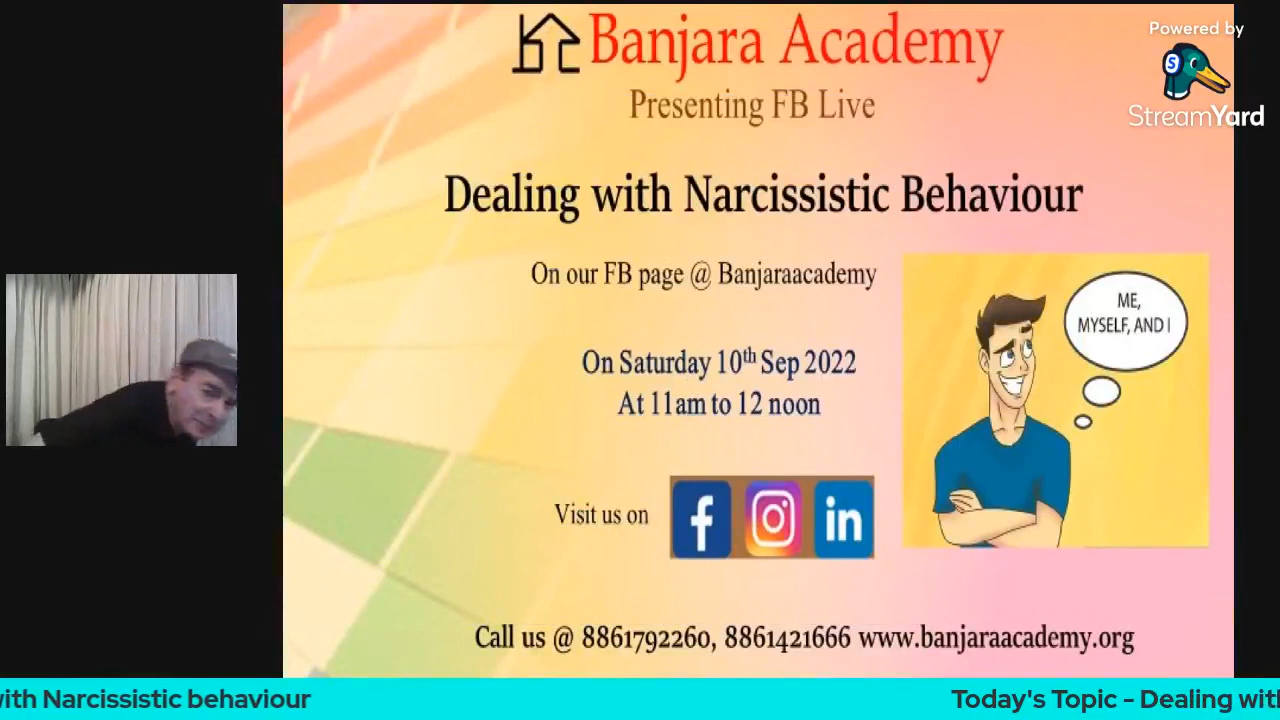 Banjara Academy
Presenting FB Live
Powered by
StreamYard
Dealing with Narcissistic Behaviour
On our FB page @ Banjaraacademy
ME,
MYSELF, AND I
On Saturday 10th Sep 2022
At 11am to 12 noon
Visit us on
Call us @ 8861792260, 8861421666 www.banjaraacademy.org
with Narcissistic behaviour
Today's Topic - Dealing with